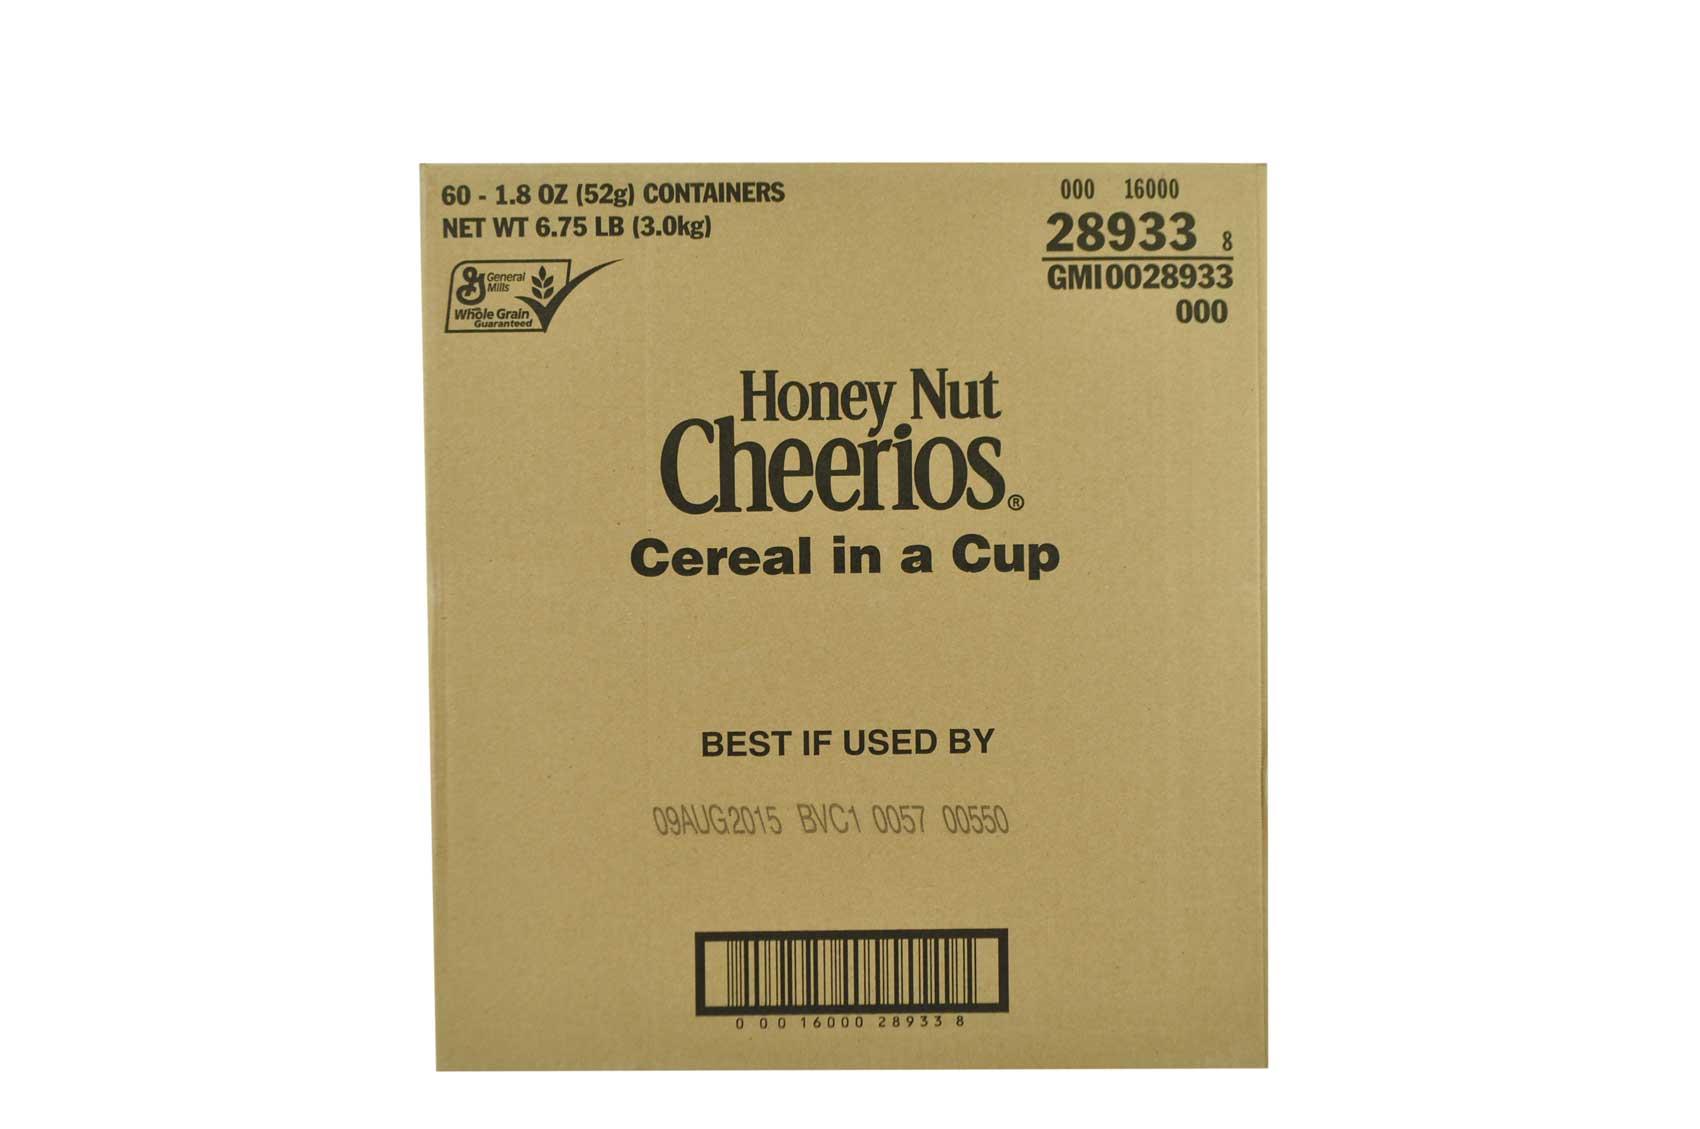 60 - 1.8 OZ (52g) CONTAINERS
NET WT 6.75 LB (3.0kg)
General
Mills
Whole Grain
Guaranteed
000 16000
28933 8
GMI0028933
000
Honey Nut
Cheerios®
Cereal in a Cup
BEST IF USED BY
09AUG2015 BVC1 0057 00550
0 0 0 16000 28933 8